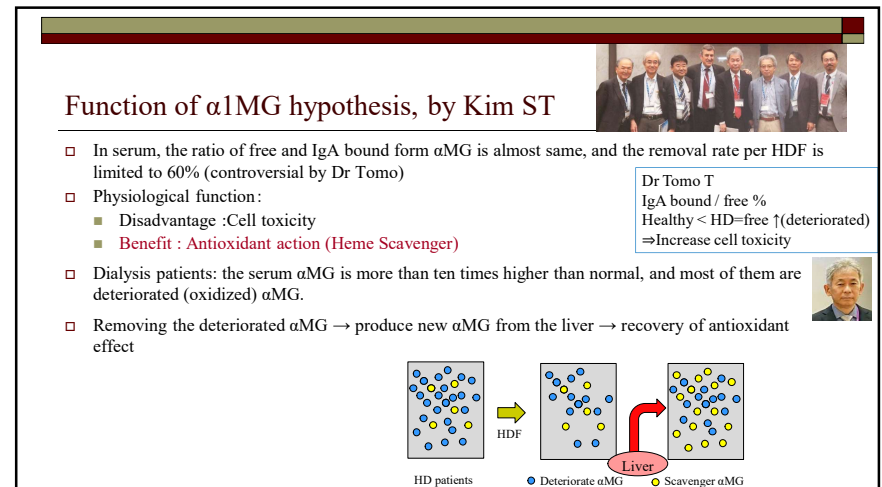 Function of α1MG hypothesis, by Kim ST
In serum, the ratio of free and IgA bound form αMG is almost same, and the removal rate per HDF is
limited to 60% (controversial by Dr Tomo)
Physiological function:
Disadvantage :Cell toxicity
Benefit : Antioxidant action (Heme Scavenger)
Dr Tomo T
IgA bound / free %
Healthy < HD=free ↑(deteriorated)
⇒Increase cell toxicity
Dialysis patients: the serum αMG is more than ten times higher than normal, and most of them are
deteriorated (oxidized) αMG.
Removing the deteriorated αMG → produce new αMG from the liver → recovery of antioxidant
effect
HDF
Liver
HD patients
Deteriorate αMG
Scavenger αMG